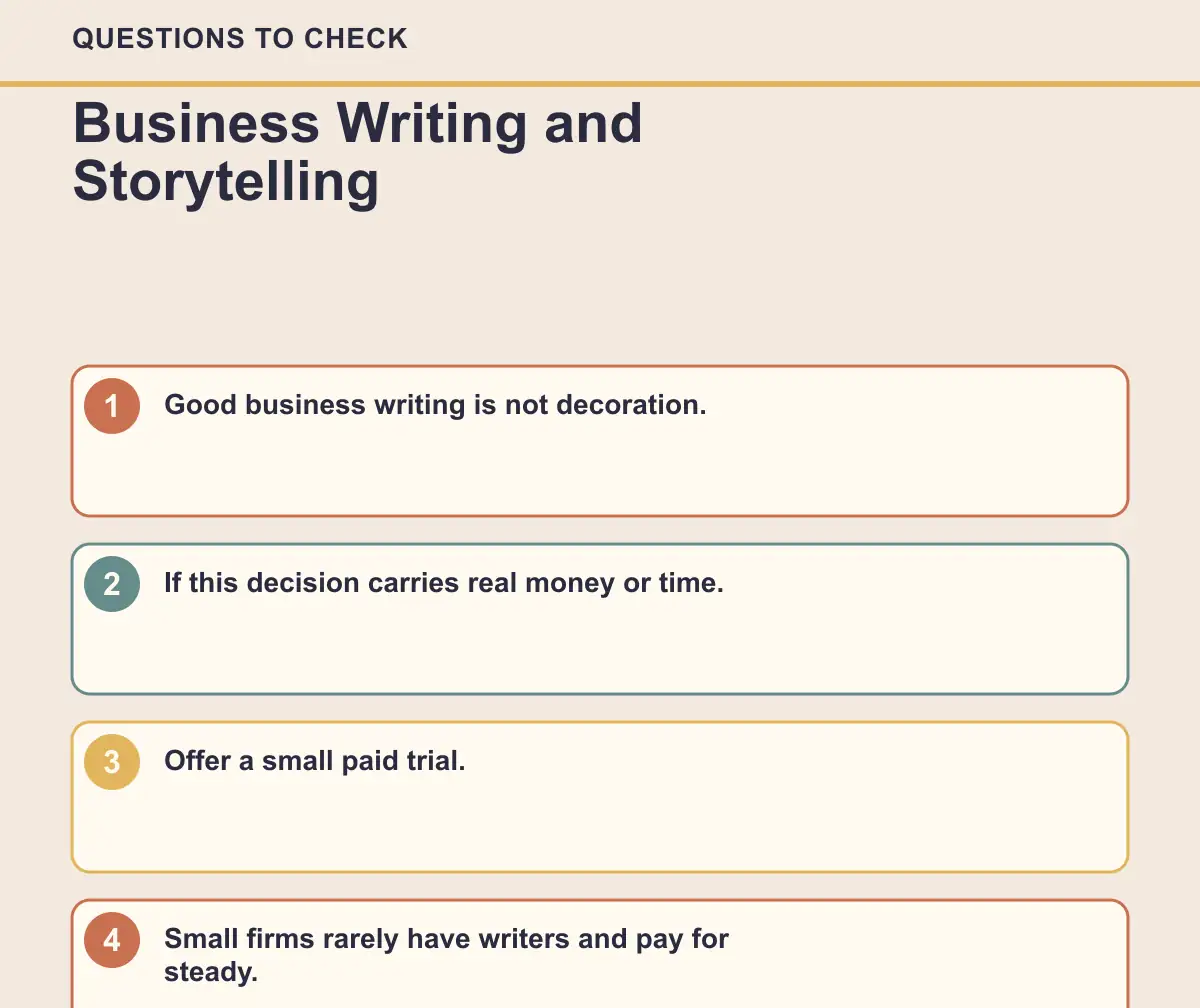 QUESTIONS TO CHECK
Business Writing and
Storytelling
1
Good business writing is not decoration.
2
If this decision carries real money or time.
3
Offer a small paid trial.
4
Small firms rarely have writers and pay for
steady.